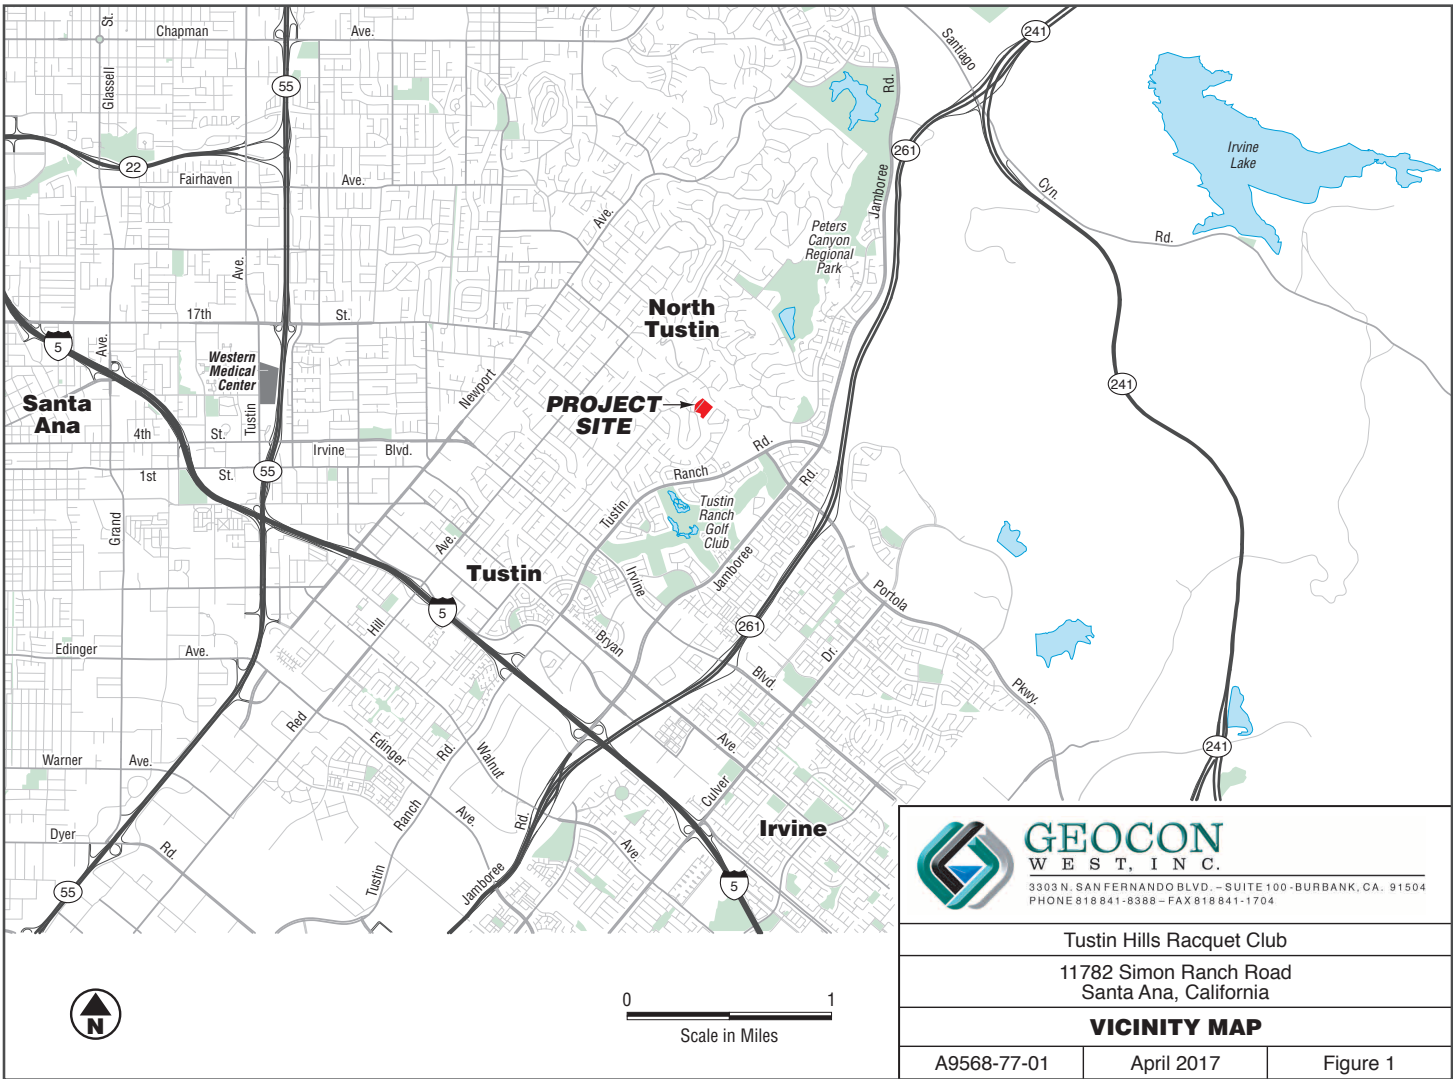 St.
Chapman
Ave.
Glassell
55
22
Fairhaven
Ave.
Ave.
Santiago
241
Rd.
261
Jamboree
Cyn.
Rd.
Irvine
Lake
Peters
Canyon
Regional
Park
Ave.
17th
St.
5
Ave.
Western
Medical
Center
North
Tustin
Newport
241
Santa
Ana
4th
St.
Tustin
Irvine
Blvd.
PROJECT
SITE
1st
St.
55
Ranch
Rd.
Rd.
Tustin
Tustin
Ranch
Golf
Club
Grand
Ave.
Tustin
Irvine
Jamboree
Portola
5
Hill
Bryan
261
Edinger
Ave.
Dr.
Blvd.
Pkwy.
Red
Edinger
Rd.
Walnut
Ave.
241
Warner
Ave.
Culver
Ranch
Ave.
Rd.
Irvine
Dyer
Rd.
Ave.
Tustin
Jamboree
55
5
GEOCON
WEST, INC.
3303 N. SAN FERNANDO BLVD. – SUITE 100 - BURBANK, CA. 91504
PHONE 818 841-8388 – FAX 818 841-1704
Tustin Hills Racquet Club
11782 Simon Ranch Road
Santa Ana, California
VICINITY MAP
A9568-77-01
April 2017
Figure 1
N
0 1
Scale in Miles